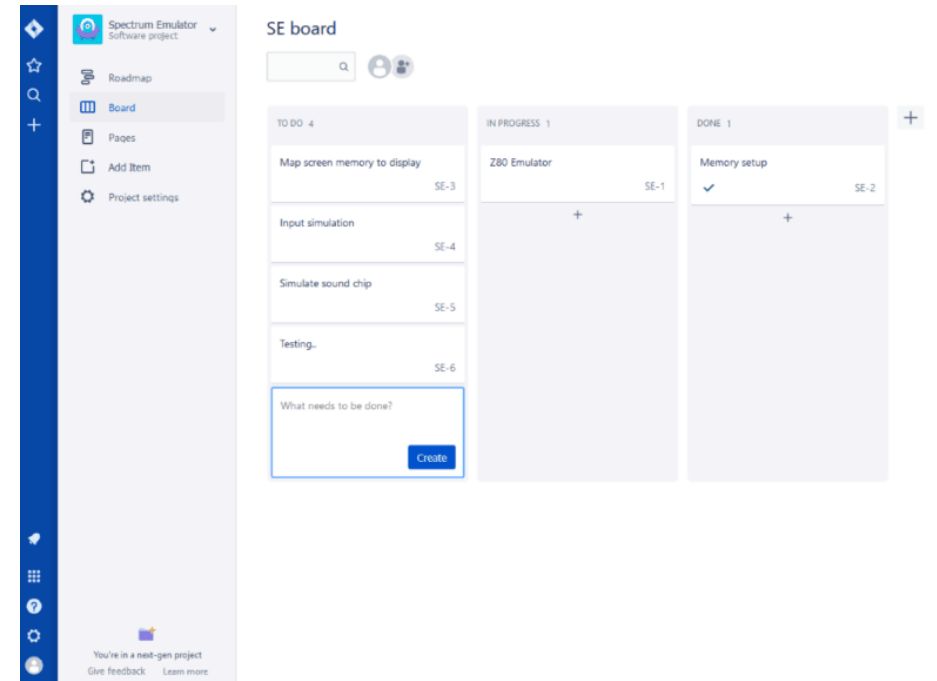 Spectrum Emulator
Software project
Roadmap
Board
Pages
Add Item
Project settings
You're in a next-gen project
Give feedback Learn more
SE board
TO DO 4
Map screen memory to display
SE-3
Input simulation
SE-4
Simulate sound chip
SE-5
Testing..
SE-6
What needs to be done?
Create
IN PROGRESS 1
Z80 Emulator
SE-1
DONE 1
Memory setup
SE-2